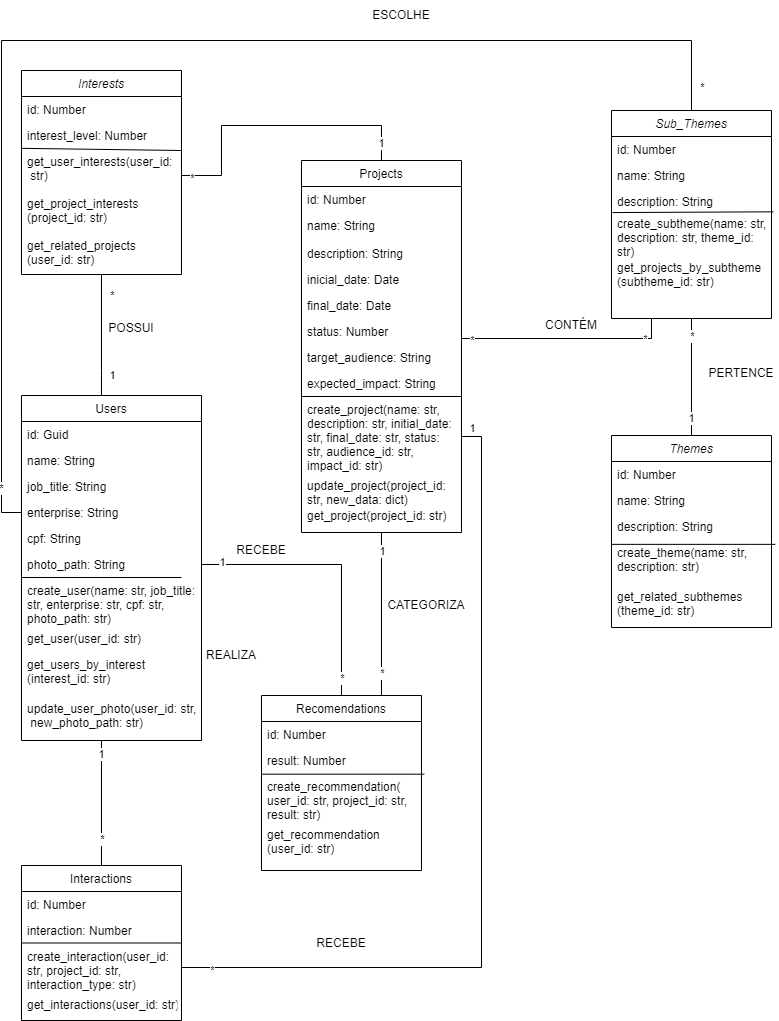 ESCOLHE
*
Interests
id: Number
interest_level: Number
get_user_interests(user_id:
str)
get_project_interests
(project_id: str)
get_related_projects
(user_id: str)
*
1
*
POSSUI
1
Projects
id: Number
name: String
description: String
inicial_date: Date
final_date: Date
status: Number
target_audience: String
expected_impact: String
create_project(name: str,
description: str, initial_date:
str, final_date: str, status:
str, audience_id: str,
impact_id: str)
update_project(project_id:
str, new_data: dict)
get_project(project_id: str)
Sub_Themes
id: Number
name: String
description: String
create_subtheme(name: str,
description: str, theme_id:
str)
get_projects_by_subtheme
(subtheme_id: str)
*
CONTÉM
*
*
PERTENCE
1
Themes
id: Number
name: String
description: String
create_theme(name: str,
description: str)
get_related_subthemes
(theme_id: str)
*
Users
id: Guid
name: String
job_title: String
enterprise: String
cpf: String
photo_path: String
create_user(name: str, job_title:
str, enterprise: str, cpf: str,
photo_path: str)
get_user(user_id: str)
get_users_by_interest
(interest_id: str)
update_user_photo(user_id: str,
new_photo_path: str)
1
RECEBE
*
1
CATEGORIZA
*
1
REALIZA
Recomendations
id: Number
result: Number
create_recommendation(
user_id: str, project_id: str,
result: str)
get_recommendation
(user_id: str)
1
*
Interactions
id: Number
interaction: Number
create_interaction(user_id:
str, project_id: str,
interaction_type: str)
get_interactions(user_id: str)
RECEBE
*